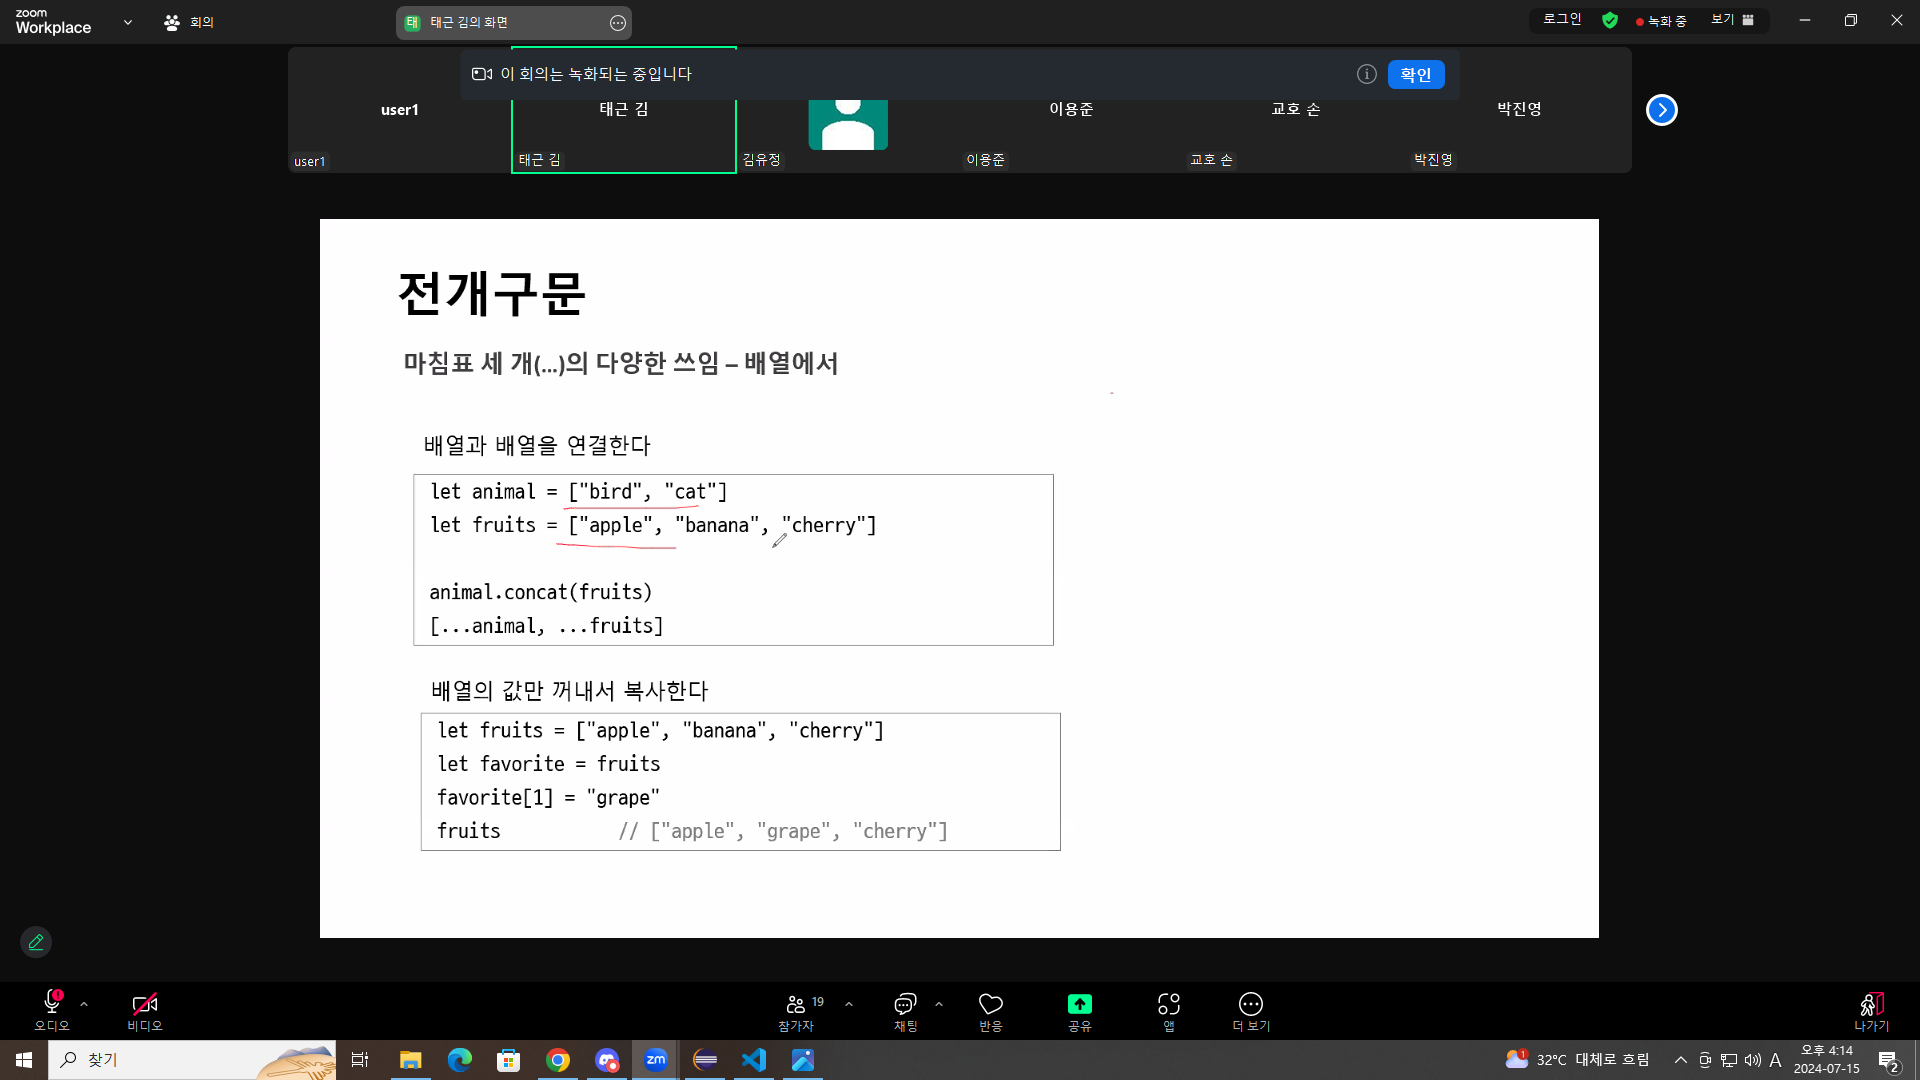 zoom
Workplace
회의
태
태근 김의 화면
로그인
녹화 중
보기
이 회의는 녹화되는 중입니다
확인
user1
태근 김
이용준
교호 손
박진영
user1
태근 김
김유정
이용준
교호 손
박진영
전개구문
마침표 세 개(...)의 다양한 쓰임 – 배열에서
배열과 배열을 연결한다
let animal = ["bird", "cat"]
let fruits = ["apple", "banana", "cherry"]
animal.concat(fruits)
[...animal, ...fruits]
배열의 값만 꺼내서 복사한다
let fruits = ["apple", "banana", "cherry"]
let favorite = fruits
favorite[1] = "grape"
fruits // ["apple", "grape", "cherry"]
오디오
비디오
19
참가자
채팅
반응
공유
앱
더 보기
나가기
찾기
zm
1
32°C 대체로 흐림
A
오후 4:14
2024-07-15
2